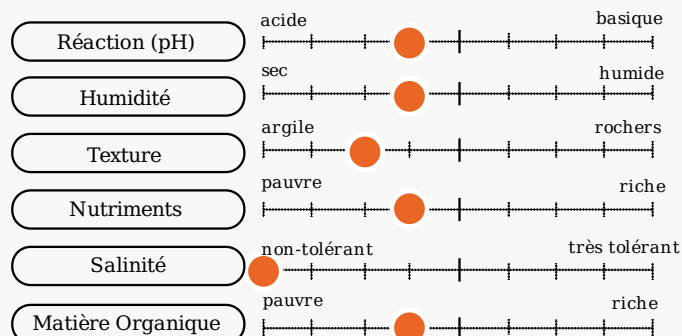 acide basique
Réaction (pH)
sec humide
Humidité
argile rochers
Texture
pauvre riche
Nutriments
non-tolérant très tolérant
Salinité
pauvre riche
Matière Organique